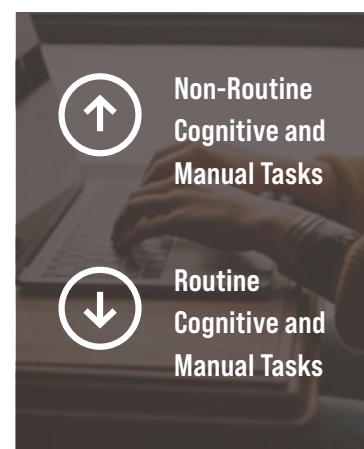 Non-Routine
Cognitive and
Manual Tasks
Routine
Cognitive and
Manual Tasks